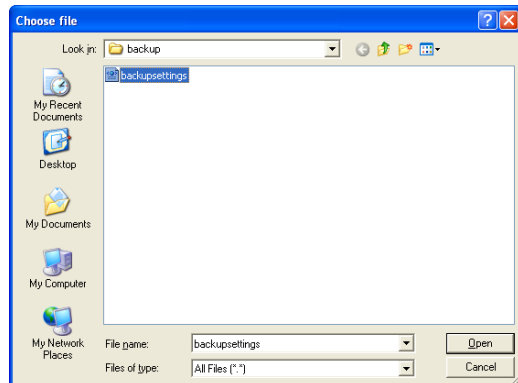 Choose file
Look in:
backup
backupsettings
My Recent
Documents
Desktop
My Documents
My Computer
My Network
Places
File name:
backupsettings
Open
Files of type:
All Files (*.*)
Cancel